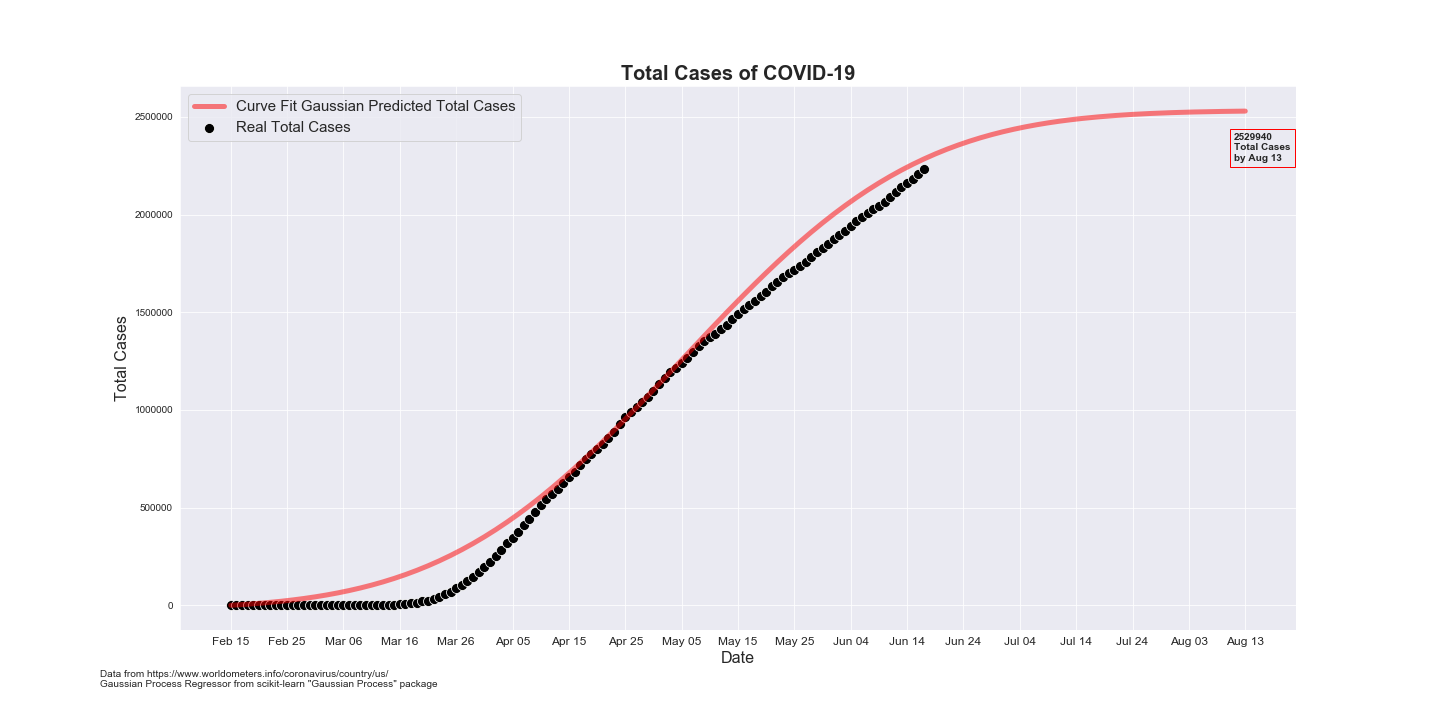 Total Cases of COVID-19
Curve Fit Gaussian Predicted Total Cases
Real Total Cases
2500000
2000000
1500000
1000000
500000
0
Total Cases
2529940
Total Cases
by Aug 13
Feb 15 Feb 25 Mar 06 Mar 16 Mar 26 Apr 05 Apr 15 Apr 25 May 05 May 15 May 25 Jun 04 Jun 14 Jun 24 Jul 04 Jul 14 Jul 24 Aug 03 Aug 13
Date
Data from https://www.worldometers.info/coronavirus/country/us/
Gaussian Process Regressor from scikit-learn "Gaussian Process" package